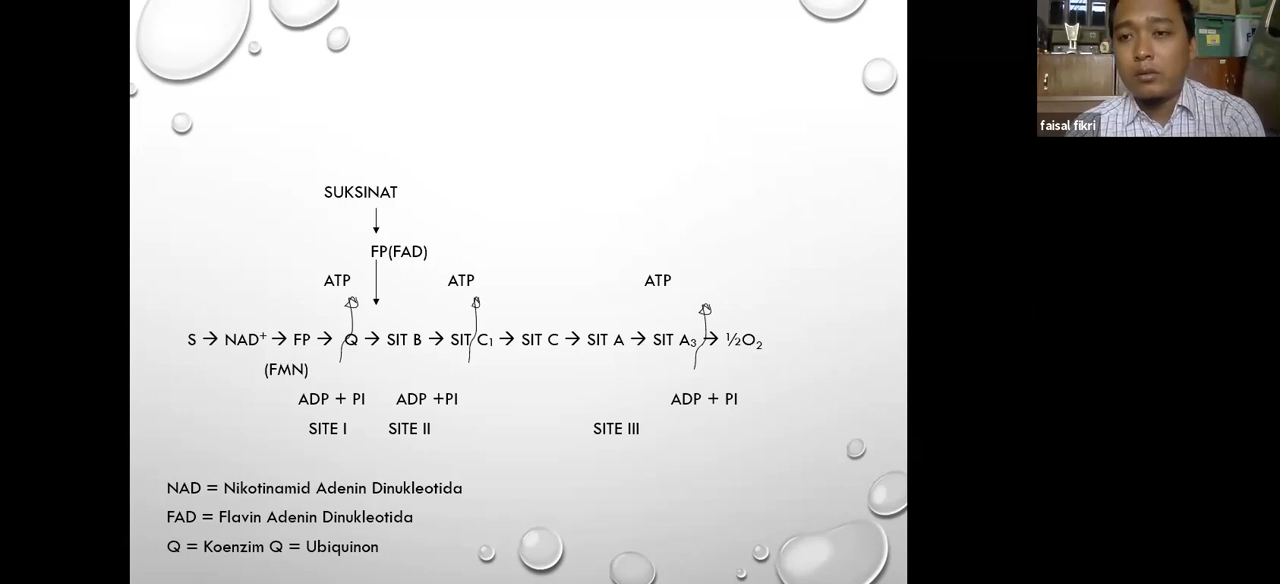 faisal fikri
SUKSINAT
FP(FAD)
ATP ATP ATP
S → NAD⁺ → FP → Q → SIT B → SIT C₁ → SIT C → SIT A → SIT A₃ → ½O₂
(FMN)
ADP + PI ADP +PI ADP + PI
SITE I SITE II SITE III
NAD = Nikotinamid Adenin Dinukleotida
FAD = Flavin Adenin Dinukleotida
Q = Koenzim Q = Ubiquinon